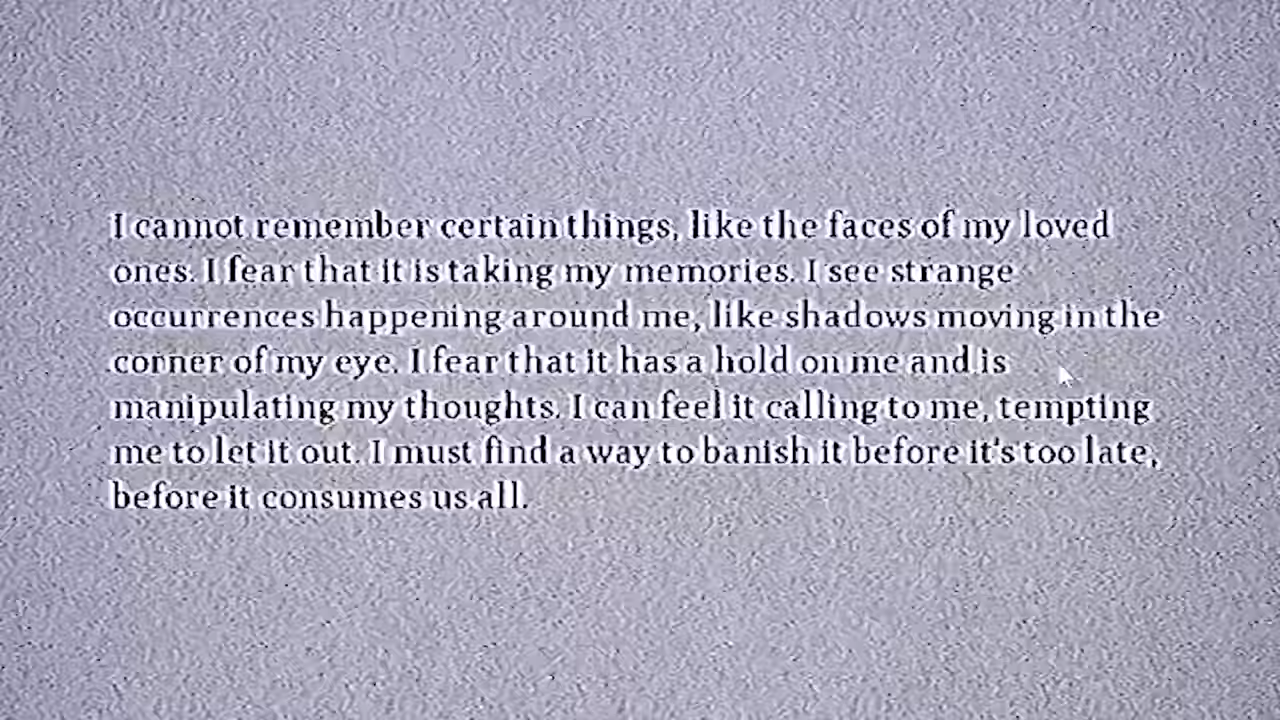 I cannot remember certain things, like the faces of my loved
ones. I fear that it is taking my memories. I see strange
occurrences happening around me, like shadows moving in the
corner of my eye. I fear that it has a hold on me and is
manipulating my thoughts. I can feel it calling to me, tempting
me to let it out. I must find a way to banish it before it's too late,
before it consumes us all.